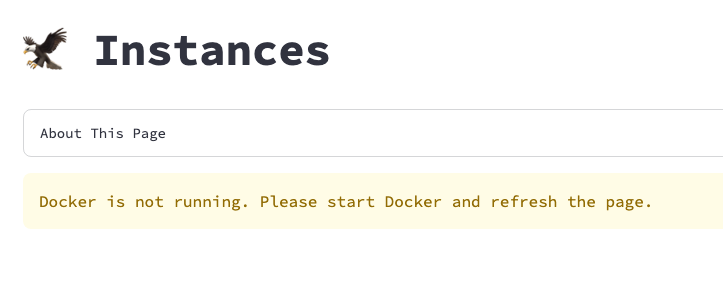 Instances
About This Page
Docker is not running. Please start Docker and refresh the page.